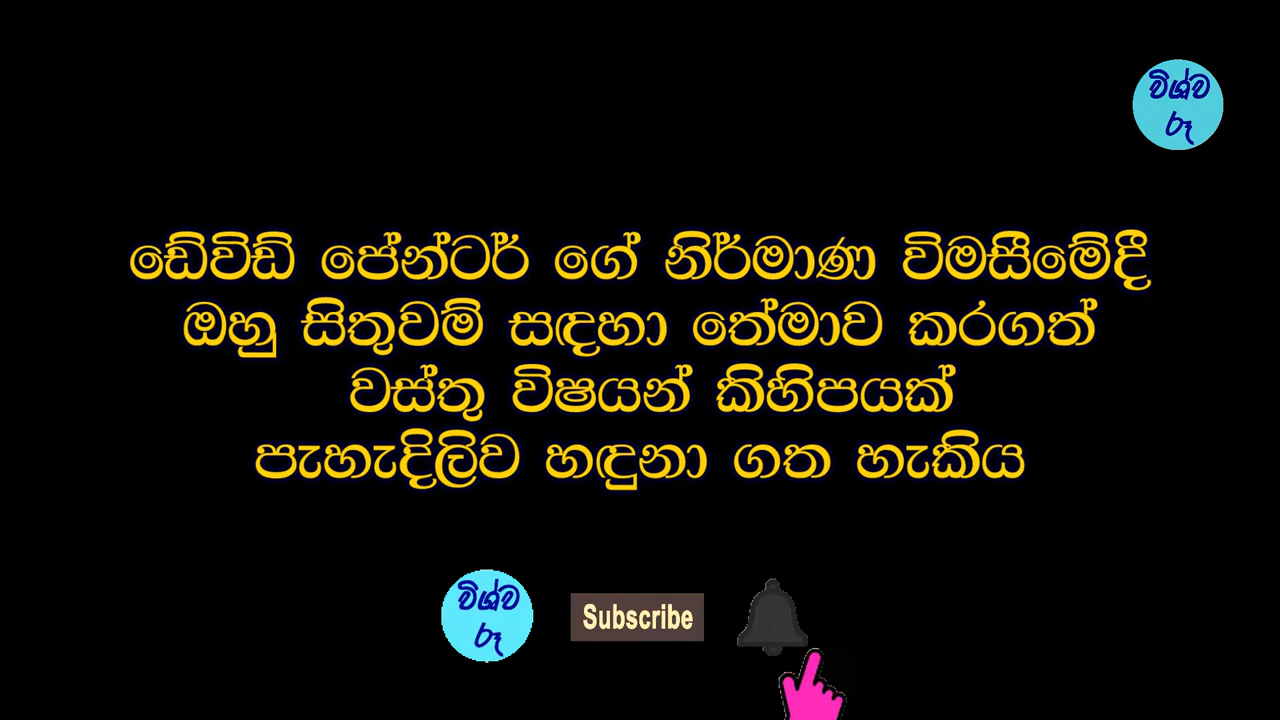 විශ්ව
රූ
ඩේවිඩ් පේන්ටර් ගේ නිර්මාණ විමසීමේදී
ඔහු සිතුවම් සඳහා තේමාව කරගත්
වස්තු විෂයන් කිහිපයක්
පැහැදිලිව හඳුනා ගත හැකිය
විශ්ව
රූ
Subscribe